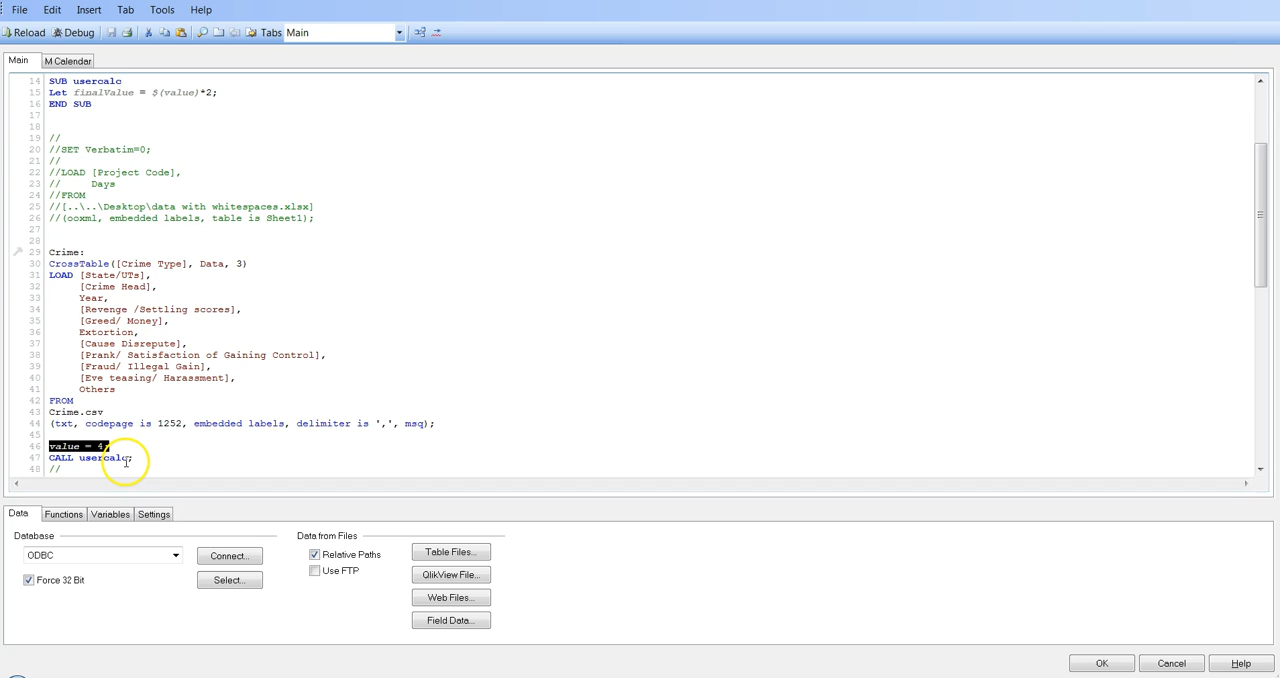 File Edit Insert Tab Tools Help
Reload Debug Tabs Main
Main M Calendar
14 SUB usercalc
15 Let finalValue = $(value)*2;
16 END SUB
17
18
19 //
20 //SET Verbatim=0;
21 //
22 //LOAD [Project Code],
23 // Days
24 //FROM
25 //[..\..\Desktop\data with whitespaces.xlsx]
26 //(ooxml, embedded labels, table is Sheet1);
27
28
29 Crime:
30 CrossTable([Crime Type], Data, 3)
31 LOAD [State/UTs],
32 [Crime Head],
33 Year,
34 [Revenge /Settling scores],
35 [Greed/ Money],
36 Extortion,
37 [Cause Disrepute],
38 [Prank/ Satisfaction of Gaining Control],
39 [Fraud/ Illegal Gain],
40 [Eve teasing/ Harassment],
41 Others
42 FROM
43 Crime.csv
44 (txt, codepage is 1252, embedded labels, delimiter is ',', msq);
45
46 value = 4;
47 CALL usercalc;
48 //
Data Functions Variables Settings
Database Data from Files
ODBC Connect... Relative Paths Table Files...
Use FTP QlikView File...
Force 32 Bit Select...
Web Files...
Field Data...
OK Cancel Help